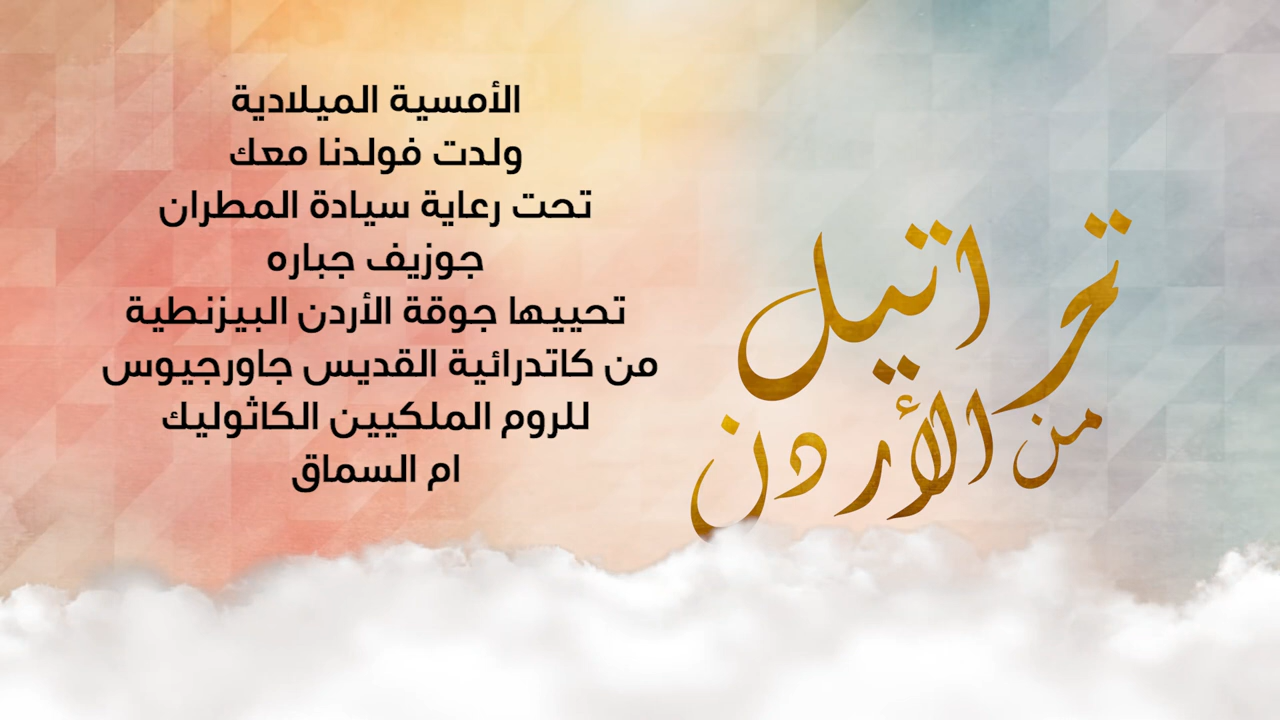 الأمسية الميلادية
ولدت فولدنا معك
تحت رعاية سيادة المطران
جوزيف جباره
تحييها جوقة الأردن البيزنطية
من كاتدرائية القديس جاورجيوس
للروم الملكيين الكاثوليك
ام السماق
تراتيل
من الأردن